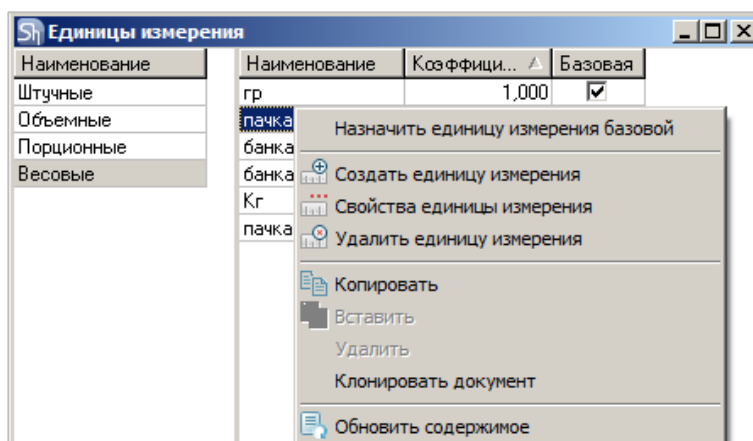 Sh Единицы измерения
Наименование
Штучные
Объемные
Порционные
Весовые
Наименование Коэффици... Базовая
гр 1,000
пачка
банка
банка
Кг
пачка
Назначить единицу измерения базовой
Создать единицу измерения
Свойства единицы измерения
Удалить единицу измерения
Копировать
Вставить
Удалить
Клонировать документ
Обновить содержимое